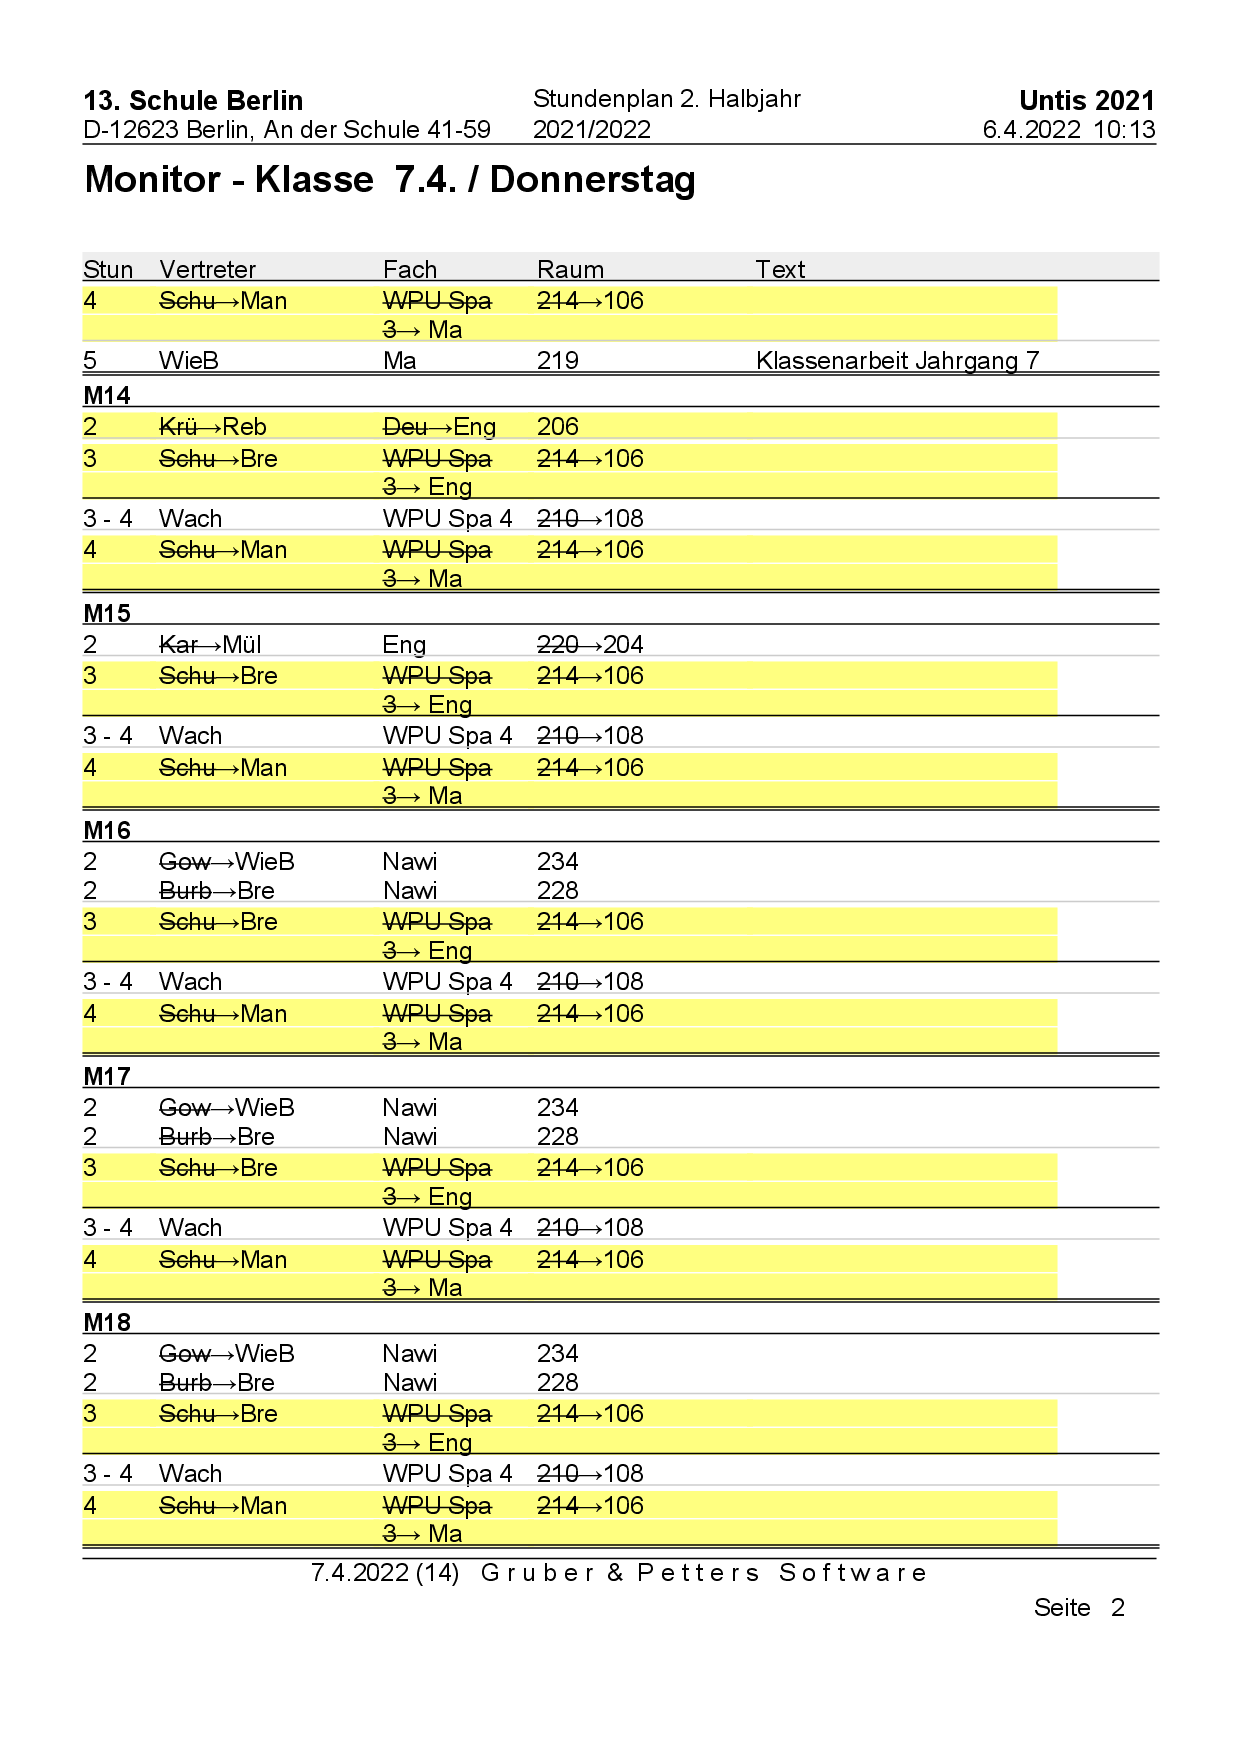 13. Schule Berlin Stundenplan 2. Halbjahr Untis 2021
D-12623 Berlin, An der Schule 41-59 2021/2022 6.4.2022 10:13
Monitor - Klasse 7.4. / Donnerstag
Stun Vertreter Fach Raum Text
4 Schu→Man WPU Spa 214→106
3→ Ma
5 WieB Ma 219 Klassenarbeit Jahrgang 7
M14
2 Krü→Reb Deu→Eng 206
3 Schu→Bre WPU Spa 214→106
3→ Eng
3 - 4 Wach WPU Spa 4 210→108
4 Schu→Man WPU Spa 214→106
3→ Ma
M15
2 Kar→Mül Eng 220→204
3 Schu→Bre WPU Spa 214→106
3→ Eng
3 - 4 Wach WPU Spa 4 210→108
4 Schu→Man WPU Spa 214→106
3→ Ma
M16
2 Gow→WieB Nawi 234
2 Burb→Bre Nawi 228
3 Schu→Bre WPU Spa 214→106
3→ Eng
3 - 4 Wach WPU Spa 4 210→108
4 Schu→Man WPU Spa 214→106
3→ Ma
M17
2 Gow→WieB Nawi 234
2 Burb→Bre Nawi 228
3 Schu→Bre WPU Spa 214→106
3→ Eng
3 - 4 Wach WPU Spa 4 210→108
4 Schu→Man WPU Spa 214→106
3→ Ma
M18
2 Gow→WieB Nawi 234
2 Burb→Bre Nawi 228
3 Schu→Bre WPU Spa 214→106
3→ Eng
3 - 4 Wach WPU Spa 4 210→108
4 Schu→Man WPU Spa 214→106
3→ Ma
7.4.2022 (14) Gruber & Petters Software
Seite 2